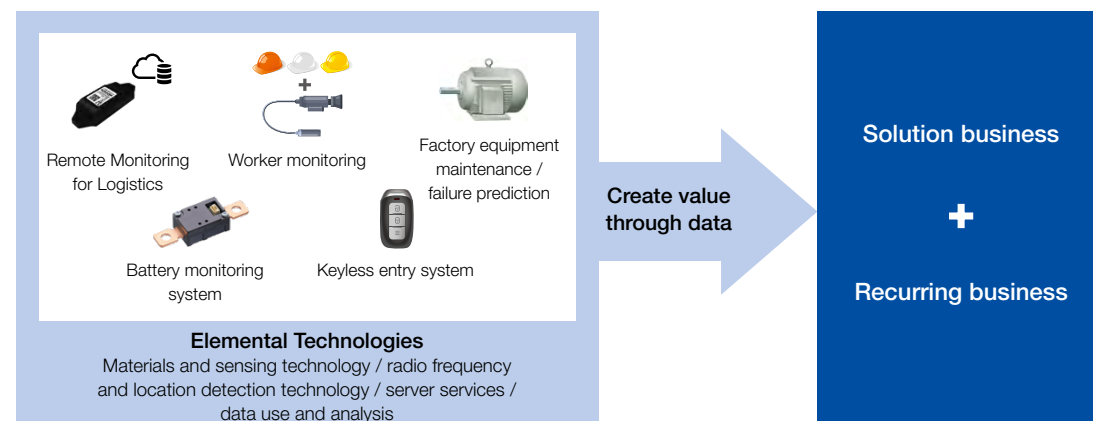 Remote Monitoring
for Logistics
Worker monitoring
Factory equipment
maintenance /
failure prediction
Battery monitoring
system
Keyless entry system
Elemental Technologies
Materials and sensing technology / radio frequency
and location detection technology / server services /
data use and analysis
Create value
through data
Solution business
+
Recurring business